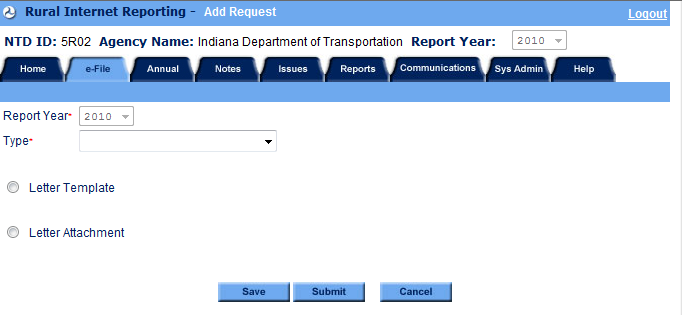 Rural Internet Reporting - Add Request
Logout
NTD ID: 5R02 Agency Name: Indiana Department of Transportation Report Year: 2010
Home e-File Annual Notes Issues Reports Communications Sys Admin Help
Report Year* 2010
Type*
Letter Template
Letter Attachment
Save Submit Cancel